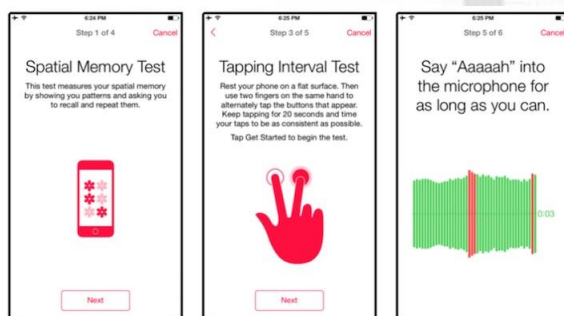 6:24 PM
Step 1 of 4
Cancel
Spatial Memory Test
This test measures your spatial memory
by showing you patterns and asking you
to recall and repeat them.
Next
6:25 PM
Step 3 of 5
Cancel
Tapping Interval Test
Rest your phone on a flat surface. Then
use two fingers on the same hand to
alternately tap the buttons that appear.
Keep tapping for 20 seconds and time
your taps to be as consistent as possible.
Tap Get Started to begin the test.
Next
6:25 PM
Step 5 of 6
Cancel
Say “Aaaaah” into
the microphone for
as long as you can.
0:03